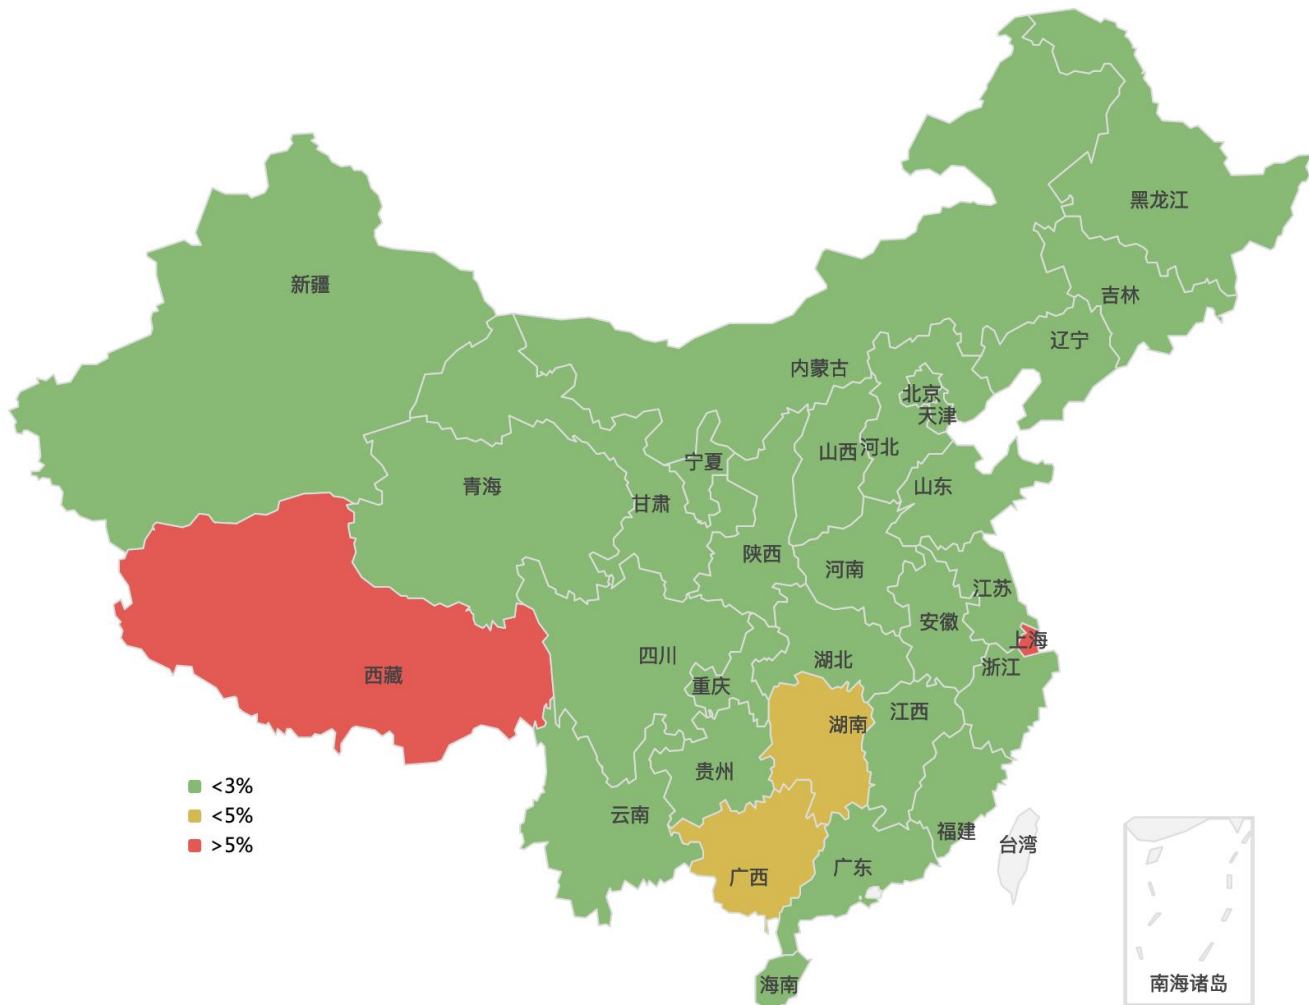 黑龙江
新疆
吉林
辽宁
内蒙古
北京
天津
山西
河北
宁夏
青海
山东
甘肃
陕西
河南
江苏
安徽
上海
四川
湖北
浙江
西藏
重庆
江西
湖南
贵州
<3%
云南
<5%
福建
台湾
>5%
广东
广西
海南
南海诸岛